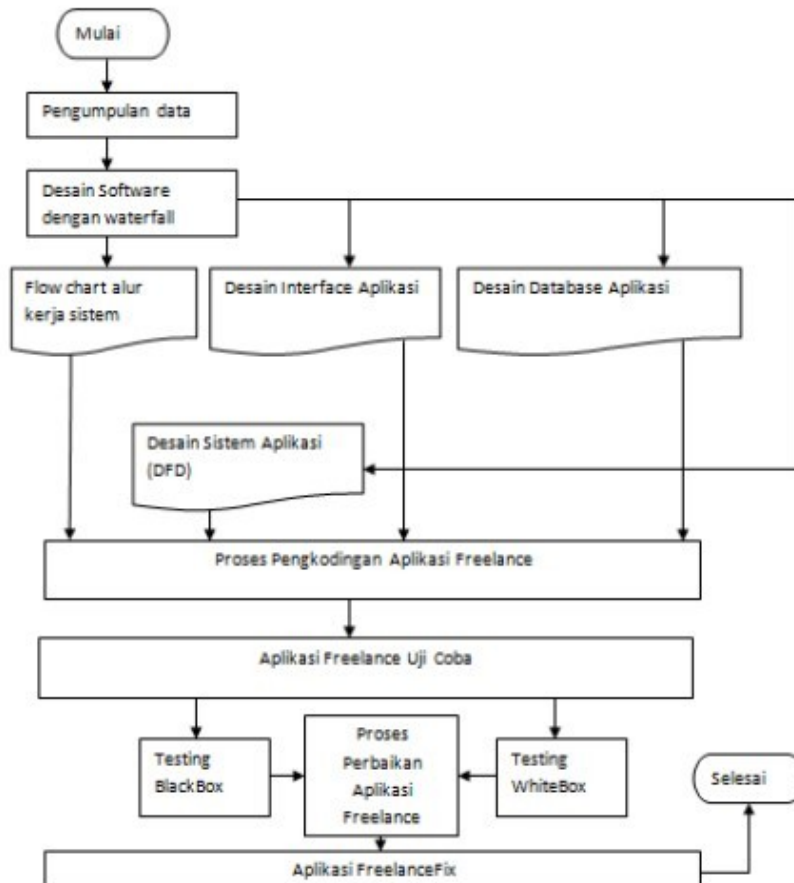 Mulai
Pengumpulan data
Desain Software
dengan waterfall
Flow chart alur
kerja sistem
Desain Interface Aplikasi
Desain Database Aplikasi
Desain Sistem Aplikasi
(DFD)
Proses Pengkodingan Aplikasi Freelance
Aplikasi Freelance Uji Coba
Testing
BlackBox
Proses
Perbaikan
Aplikasi
Freelance
Testing
WhiteBox
Selesai
Aplikasi FreelanceFix